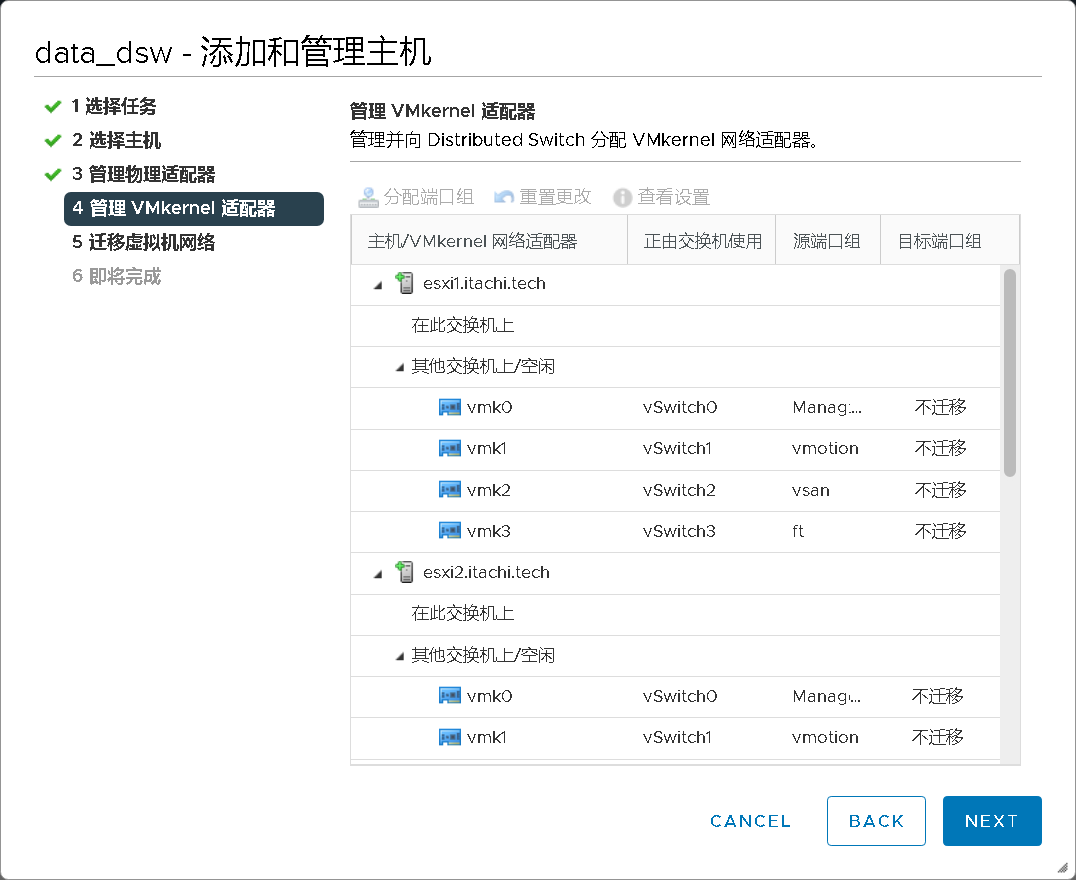 data_dsw - 添加和管理主机
1 选择任务
2 选择主机
3 管理物理适配器
4 管理 VMkernel 适配器
5 迁移虚拟机网络
6 即将完成
管理 VMkernel 适配器
管理并向 Distributed Switch 分配 VMkernel 网络适配器。
分配端口组 重置更改 查看设置
主机/VMkernel 网络适配器 正由交换机使用 源端口组 目标端口组
esxi1.itachi.tech
在此交换机上
其他交换机上/空闲
vmk0 vSwitch0 Manag... 不迁移
vmk1 vSwitch1 vmotion 不迁移
vmk2 vSwitch2 vsan 不迁移
vmk3 vSwitch3 ft 不迁移
esxi2.itachi.tech
在此交换机上
其他交换机上/空闲
vmk0 vSwitch0 Manag... 不迁移
vmk1 vSwitch1 vmotion 不迁移
CANCEL BACK NEXT